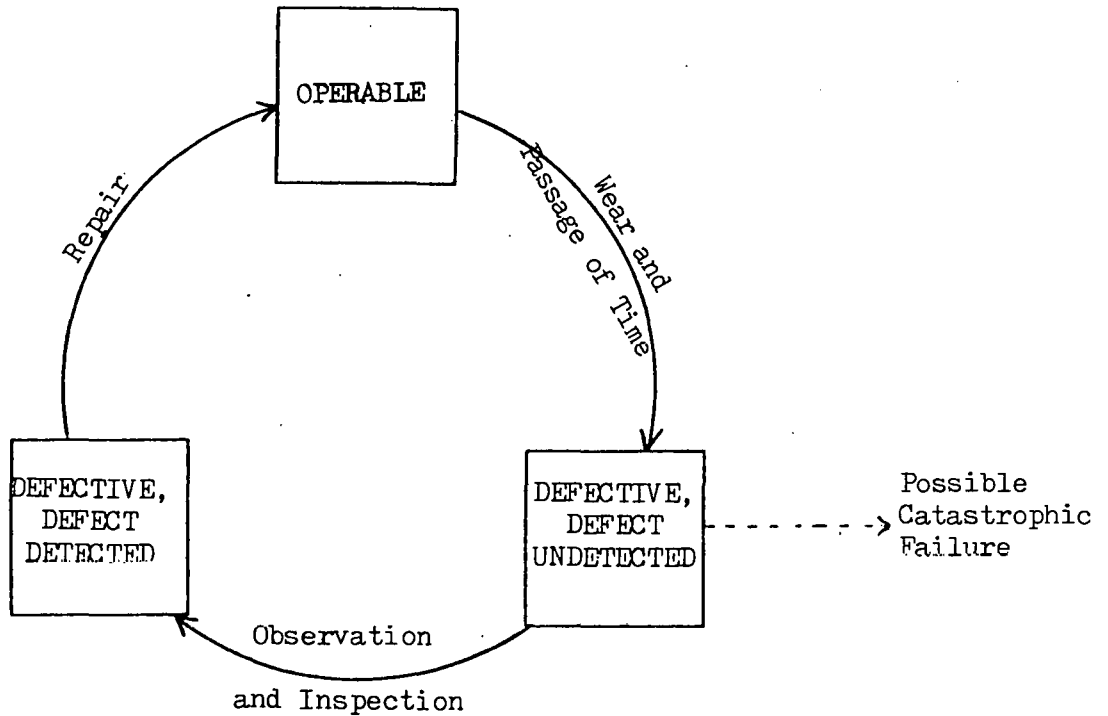 OPERABLE
Repair
Wear and
Passage of Time
DEFECTIVE,
DEFECT
DETECTED
DEFECTIVE,
DEFECT
UNDETECTED
Possible
Catastrophic
Failure
Observation
and Inspection